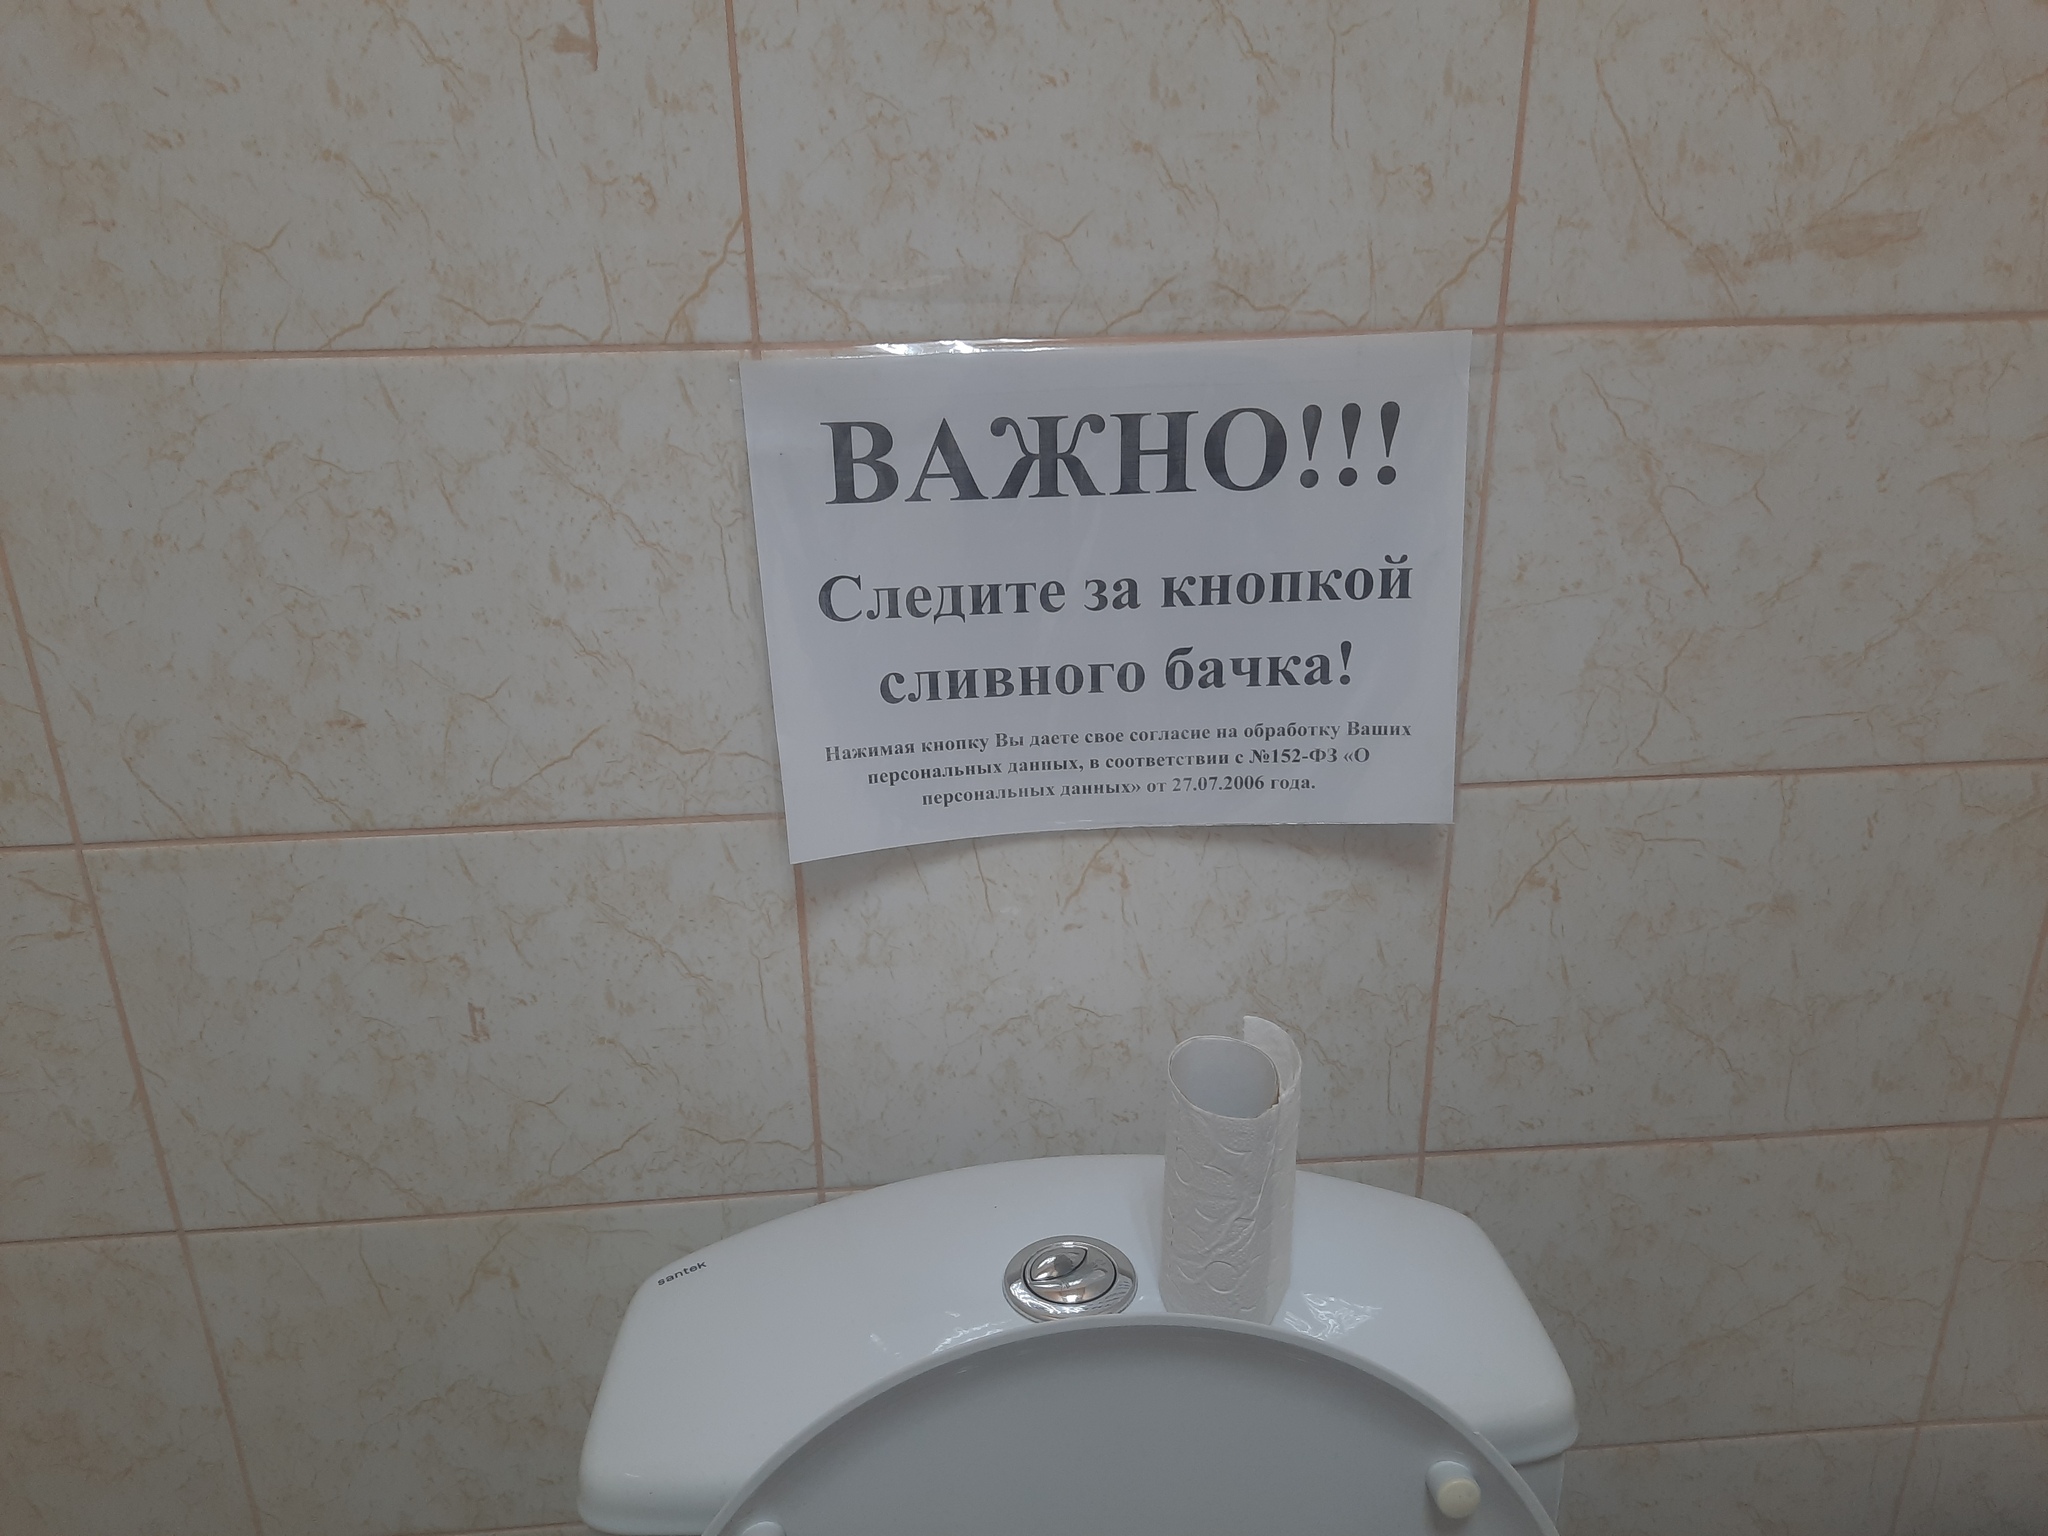 ВАЖНО!!!
Следите за кнопкой
сливного бачка!
Нажимая кнопку Вы даете свое согласие на обработку Ваших
персональных данных, в соответствии с №152-ФЗ «О
персональных данных» от 27.07.2006 года.
santek